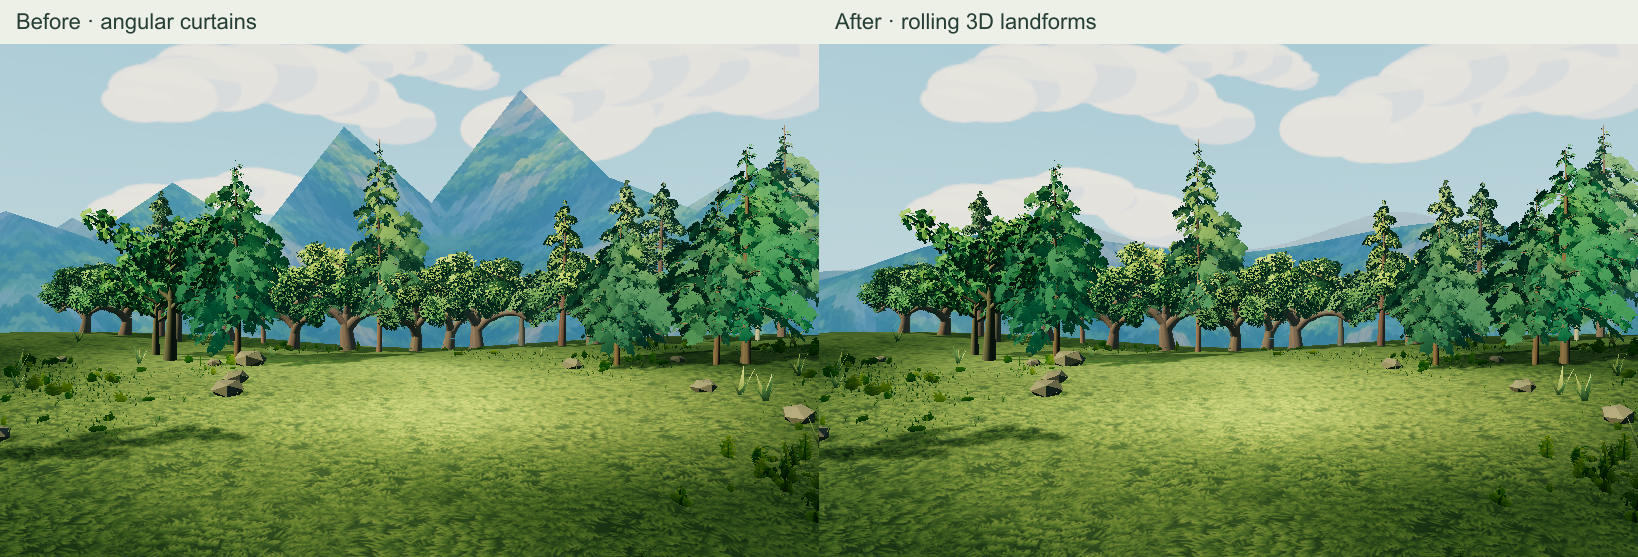 Before · angular curtains
After · rolling 3D landforms